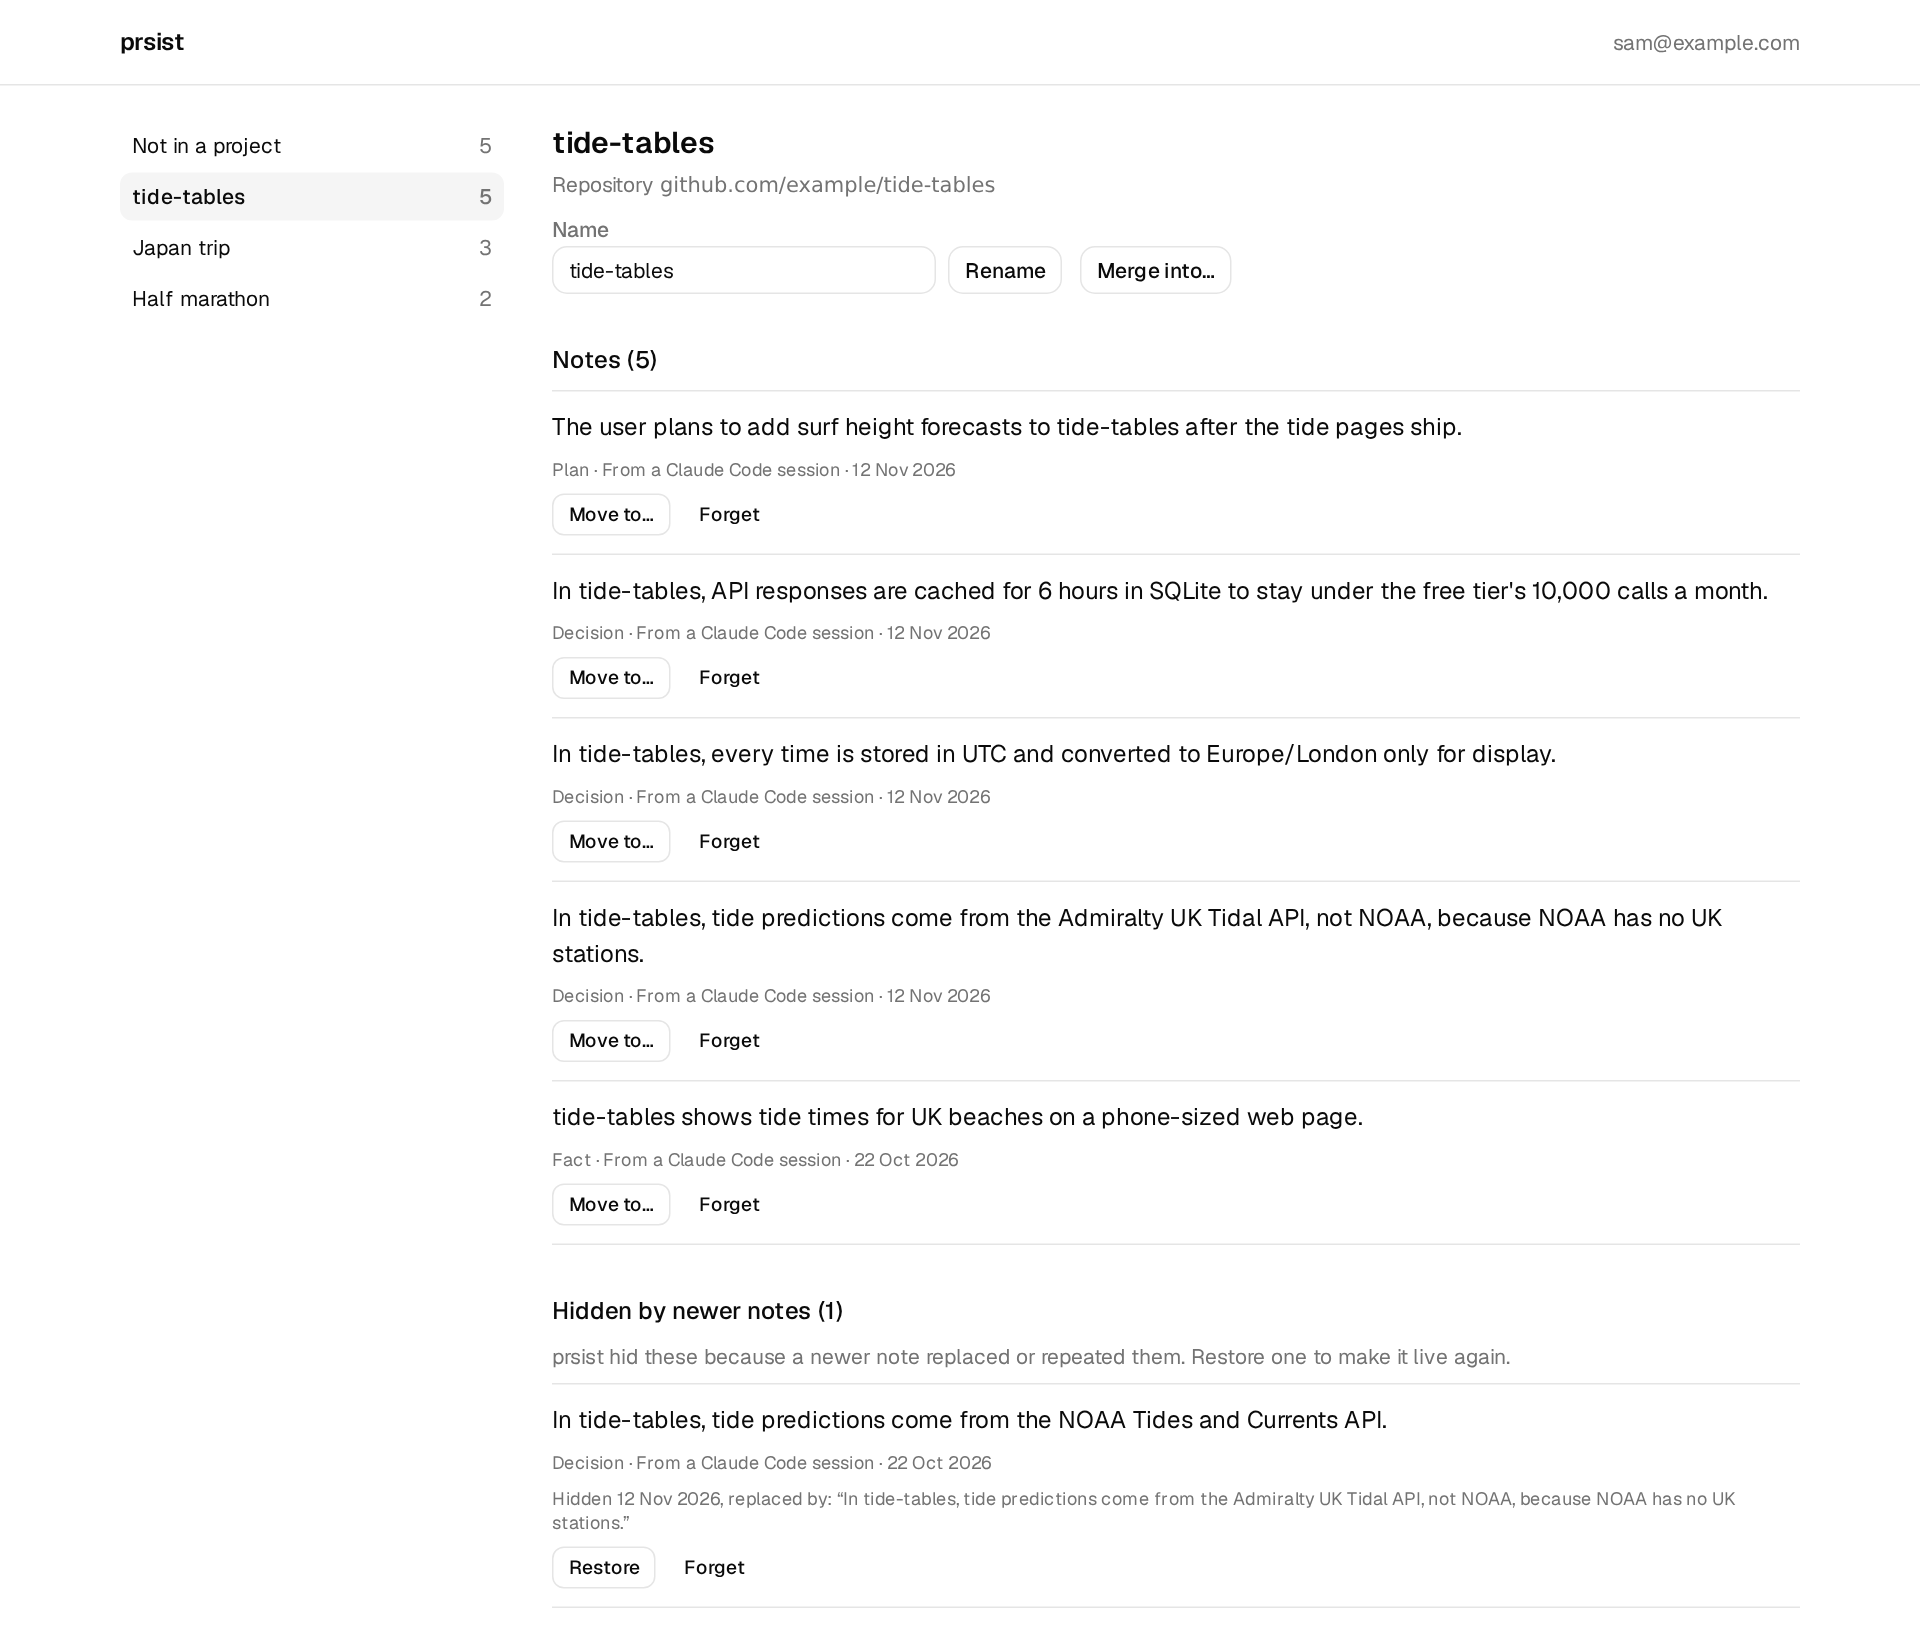 prsist
sam@example.com
Not in a project 5
tide-tables 5
Japan trip 3
Half marathon 2
tide-tables
Repository github.com/example/tide-tables
Name
tide-tables
Rename
Merge into...
Notes (5)
The user plans to add surf height forecasts to tide-tables after the tide pages ship.
Plan · From a Claude Code session · 12 Nov 2026
Move to... Forget
In tide-tables, API responses are cached for 6 hours in SQLite to stay under the free tier's 10,000 calls a month.
Decision · From a Claude Code session · 12 Nov 2026
Move to... Forget
In tide-tables, every time is stored in UTC and converted to Europe/London only for display.
Decision · From a Claude Code session · 12 Nov 2026
Move to... Forget
In tide-tables, tide predictions come from the Admiralty UK Tidal API, not NOAA, because NOAA has no UK
stations.
Decision · From a Claude Code session · 12 Nov 2026
Move to... Forget
tide-tables shows tide times for UK beaches on a phone-sized web page.
Fact · From a Claude Code session · 22 Oct 2026
Move to... Forget
Hidden by newer notes (1)
prsist hid these because a newer note replaced or repeated them. Restore one to make it live again.
In tide-tables, tide predictions come from the NOAA Tides and Currents API.
Decision · From a Claude Code session · 22 Oct 2026
Hidden 12 Nov 2026, replaced by: “In tide-tables, tide predictions come from the Admiralty UK Tidal API, not NOAA, because NOAA has no UK
stations.”
Restore Forget